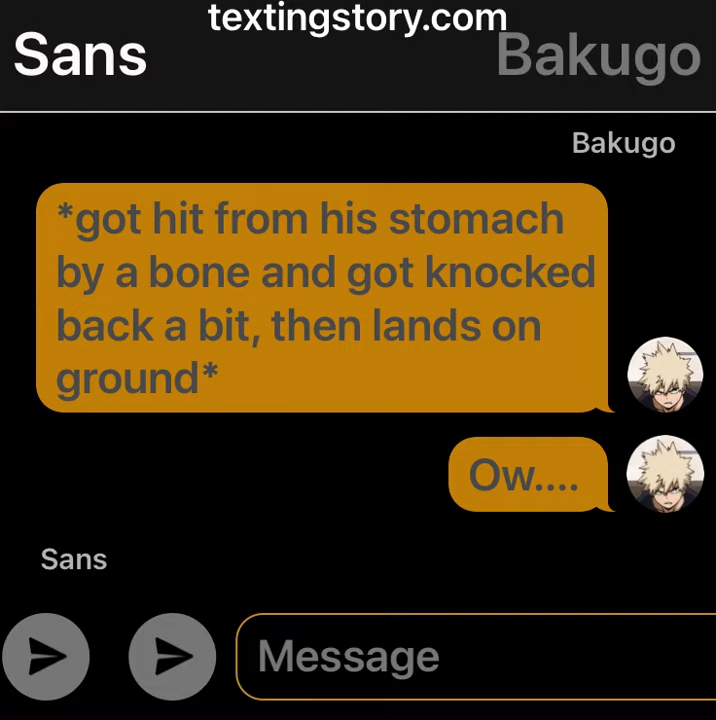 textingstory.com
Sans
Bakugo
Bakugo
*got hit from his stomach
by a bone and got knocked
back a bit, then lands on
ground*
Ow....
Sans
Message